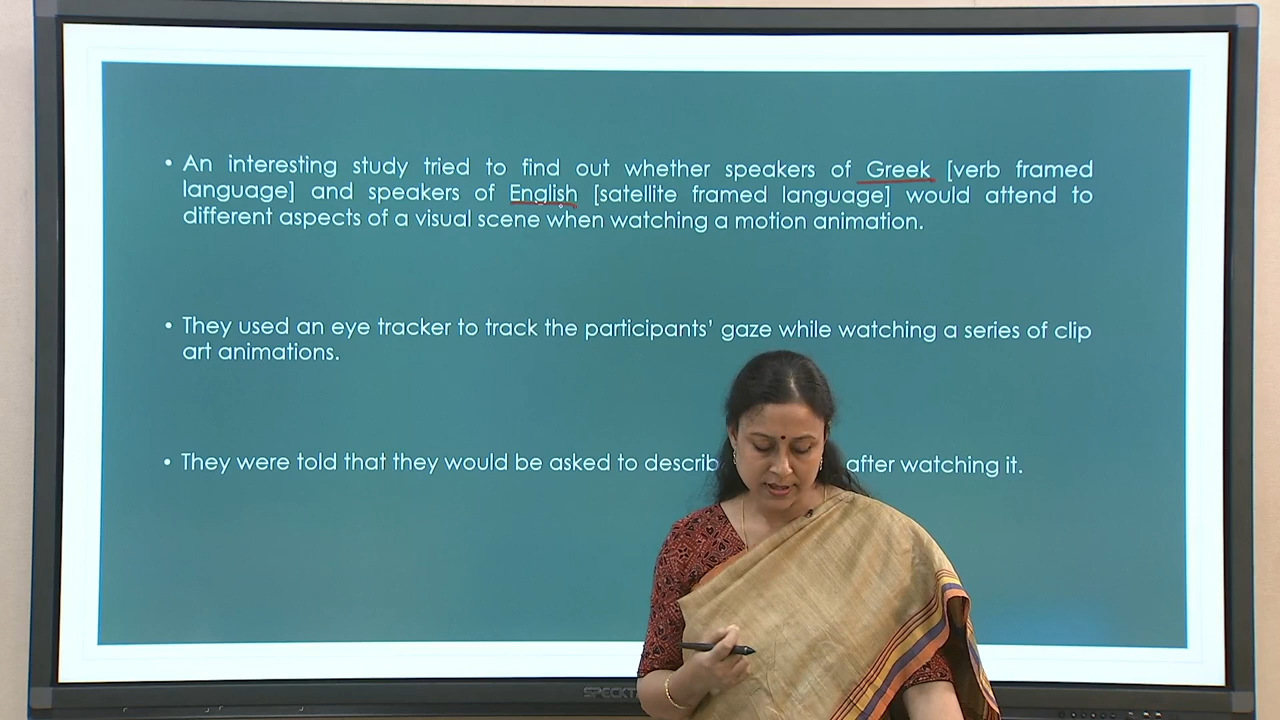 • An interesting study tried to find out whether speakers of Greek [verb framed
language] and speakers of English [satellite framed language] would attend to
different aspects of a visual scene when watching a motion animation.
• They used an eye tracker to track the participants' gaze while watching a series of clip
art animations.
• They were told that they would be asked to after watching it.